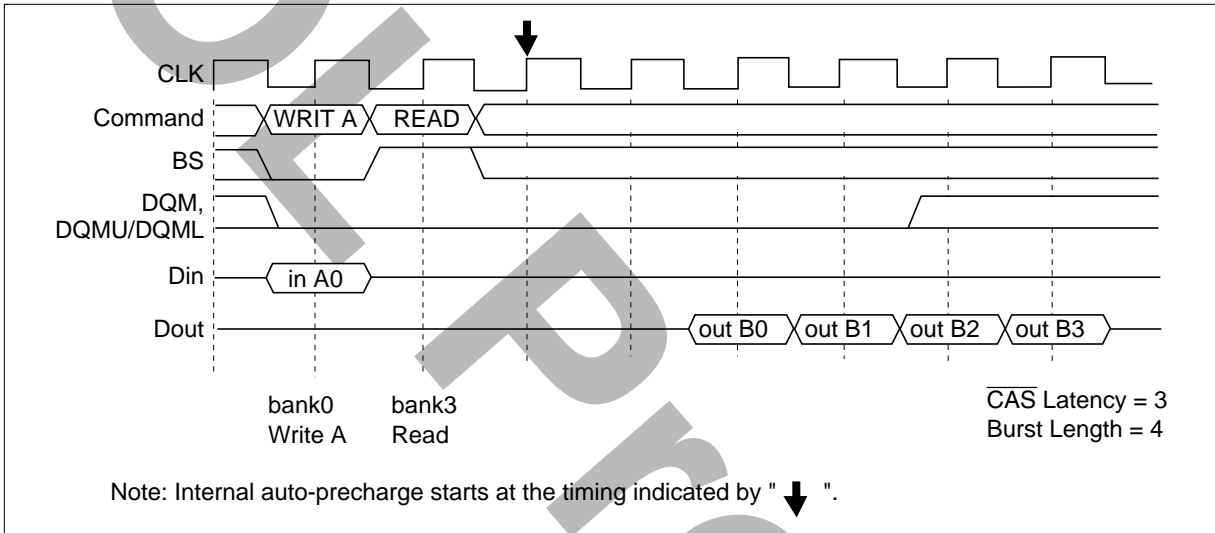 CLK
Command WRIT A READ
BS
DQM,
DQMU/DQML
Din in A0
Dout out B0 out B1 out B2 out B3
bank0 bank3 CAS Latency = 3
Write A Read Burst Length = 4
Note: Internal auto-precharge starts at the timing indicated by " ".
EOL Pr